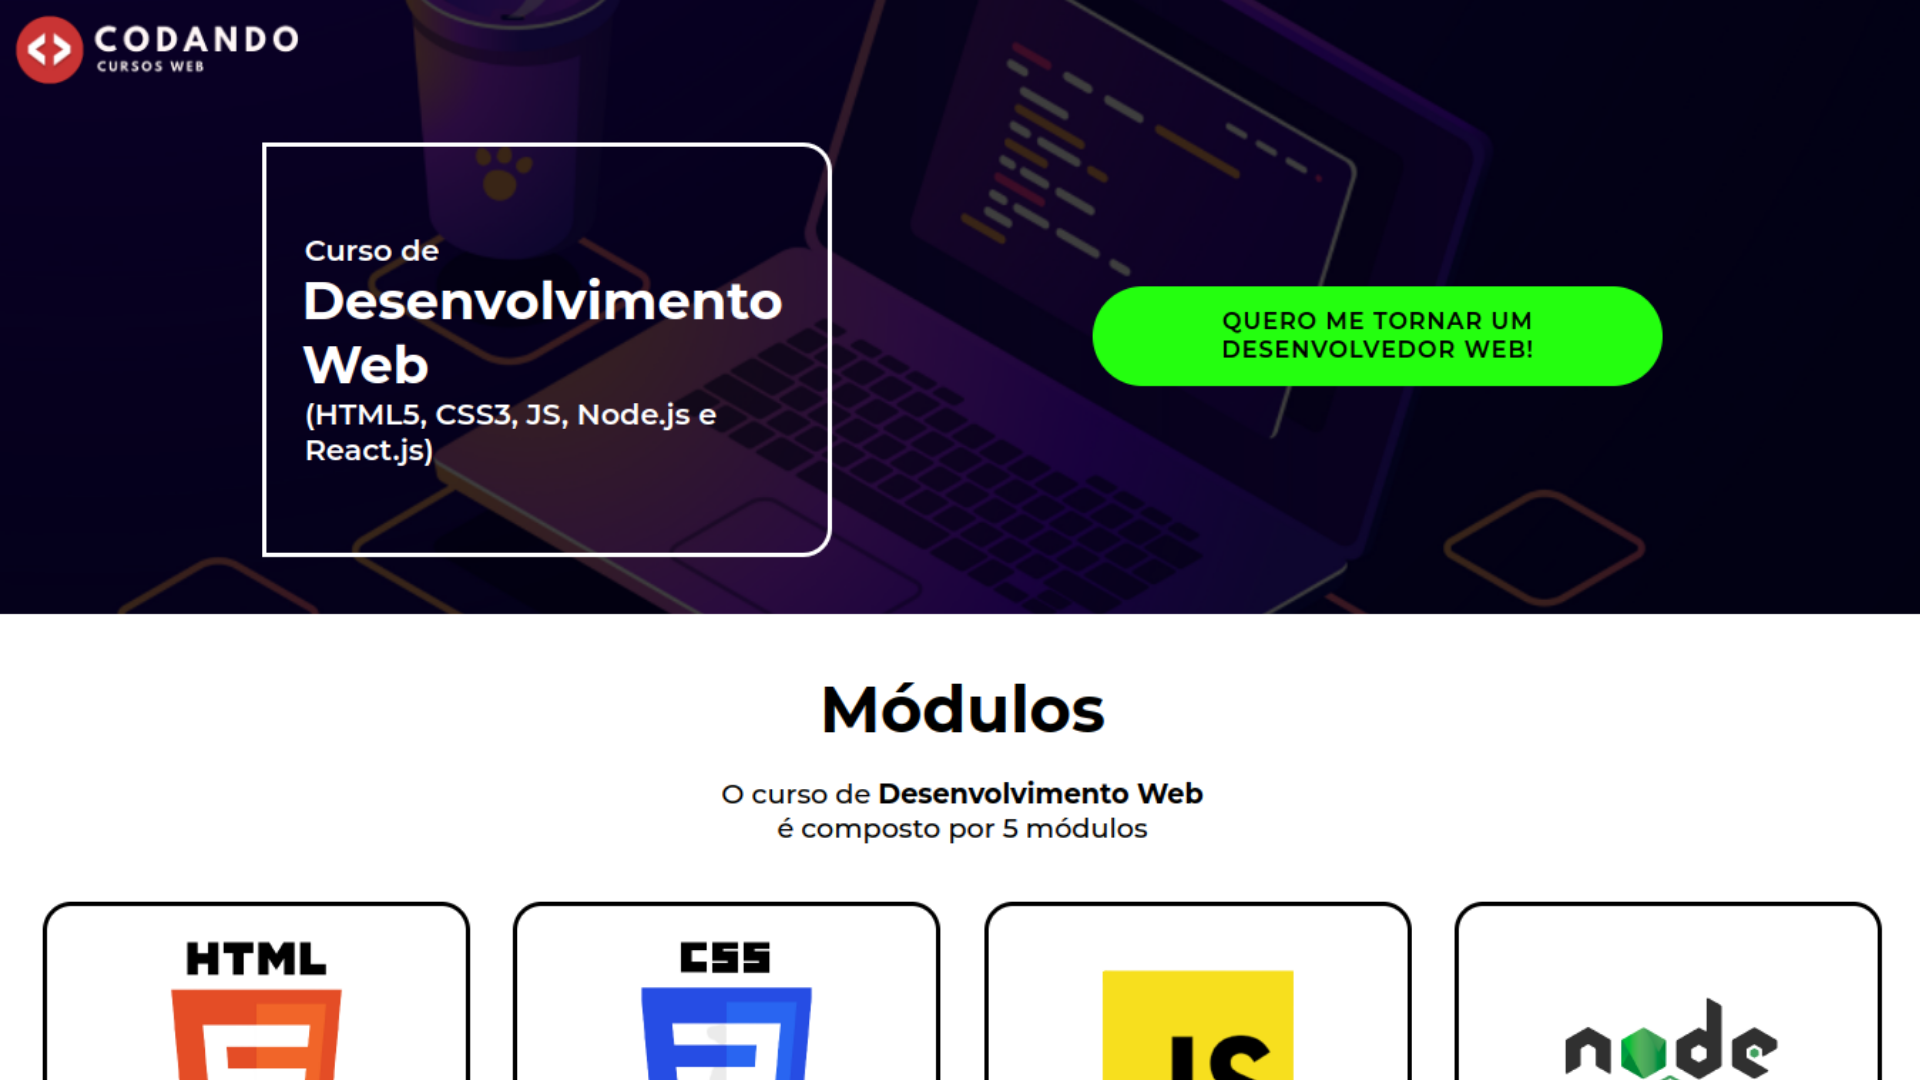 CODANDO
CURSOS WEB
Curso de
Desenvolvimento
Web
(HTML5, CSS3, JS, Node.js e
React.js)
QUERO ME TORNAR UM
DESENVOLVEDOR WEB!
Módulos
O curso de Desenvolvimento Web
é composto por 5 módulos
HTML
CSS
JS
node